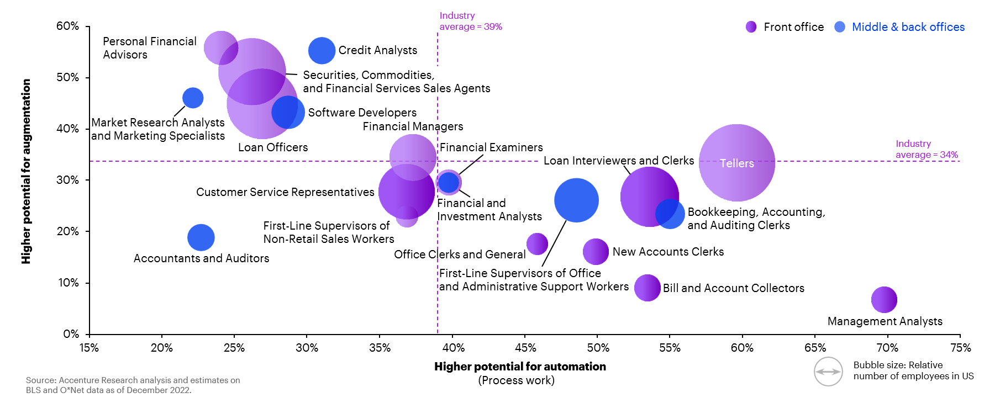 Industry
average = 39%
Front office
Middle & back offices
60%
50%
40%
30%
20%
10%
0%
Higher potential for augmentation
Personal Financial
Advisors
Credit Analysts
Securities, Commodities,
and Financial Services Sales Agents
Market Research Analysts
and Marketing Specialists
Software Developers
Financial Managers
Loan Officers
Financial Examiners
Industry
average = 34%
Loan Interviewers and Clerks
Tellers
Customer Service Representatives
Financial and
Investment Analysts
Bookkeeping, Accounting,
and Auditing Clerks
First-Line Supervisors of
Non-Retail Sales Workers
Accountants and Auditors
Office Clerks and General
New Accounts Clerks
First-Line Supervisors of Office
and Administrative Support Workers
Bill and Account Collectors
Management Analysts
15%
20%
25%
30%
35%
40%
45%
50%
55%
60%
65%
70%
75%
Higher potential for automation
(Process work)
Bubble size: Relative
number of employees in US
Source: Accenture Research analysis and estimates on
BLS and O*Net data as of December 2022.